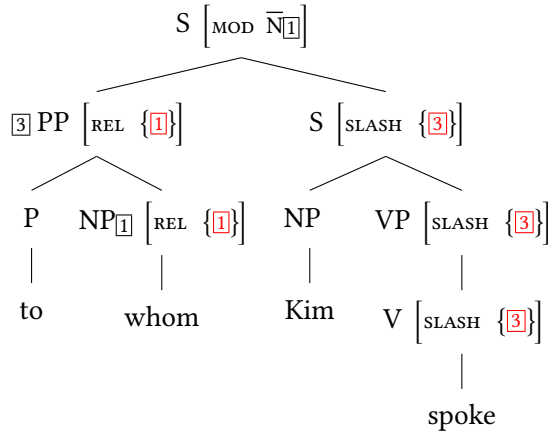 S [MOD N̅1]
3 PP [REL {1}] S [SLASH {3}]
P NP1 [REL {1}] NP VP [SLASH {3}]
to whom Kim V [SLASH {3}]
spoke